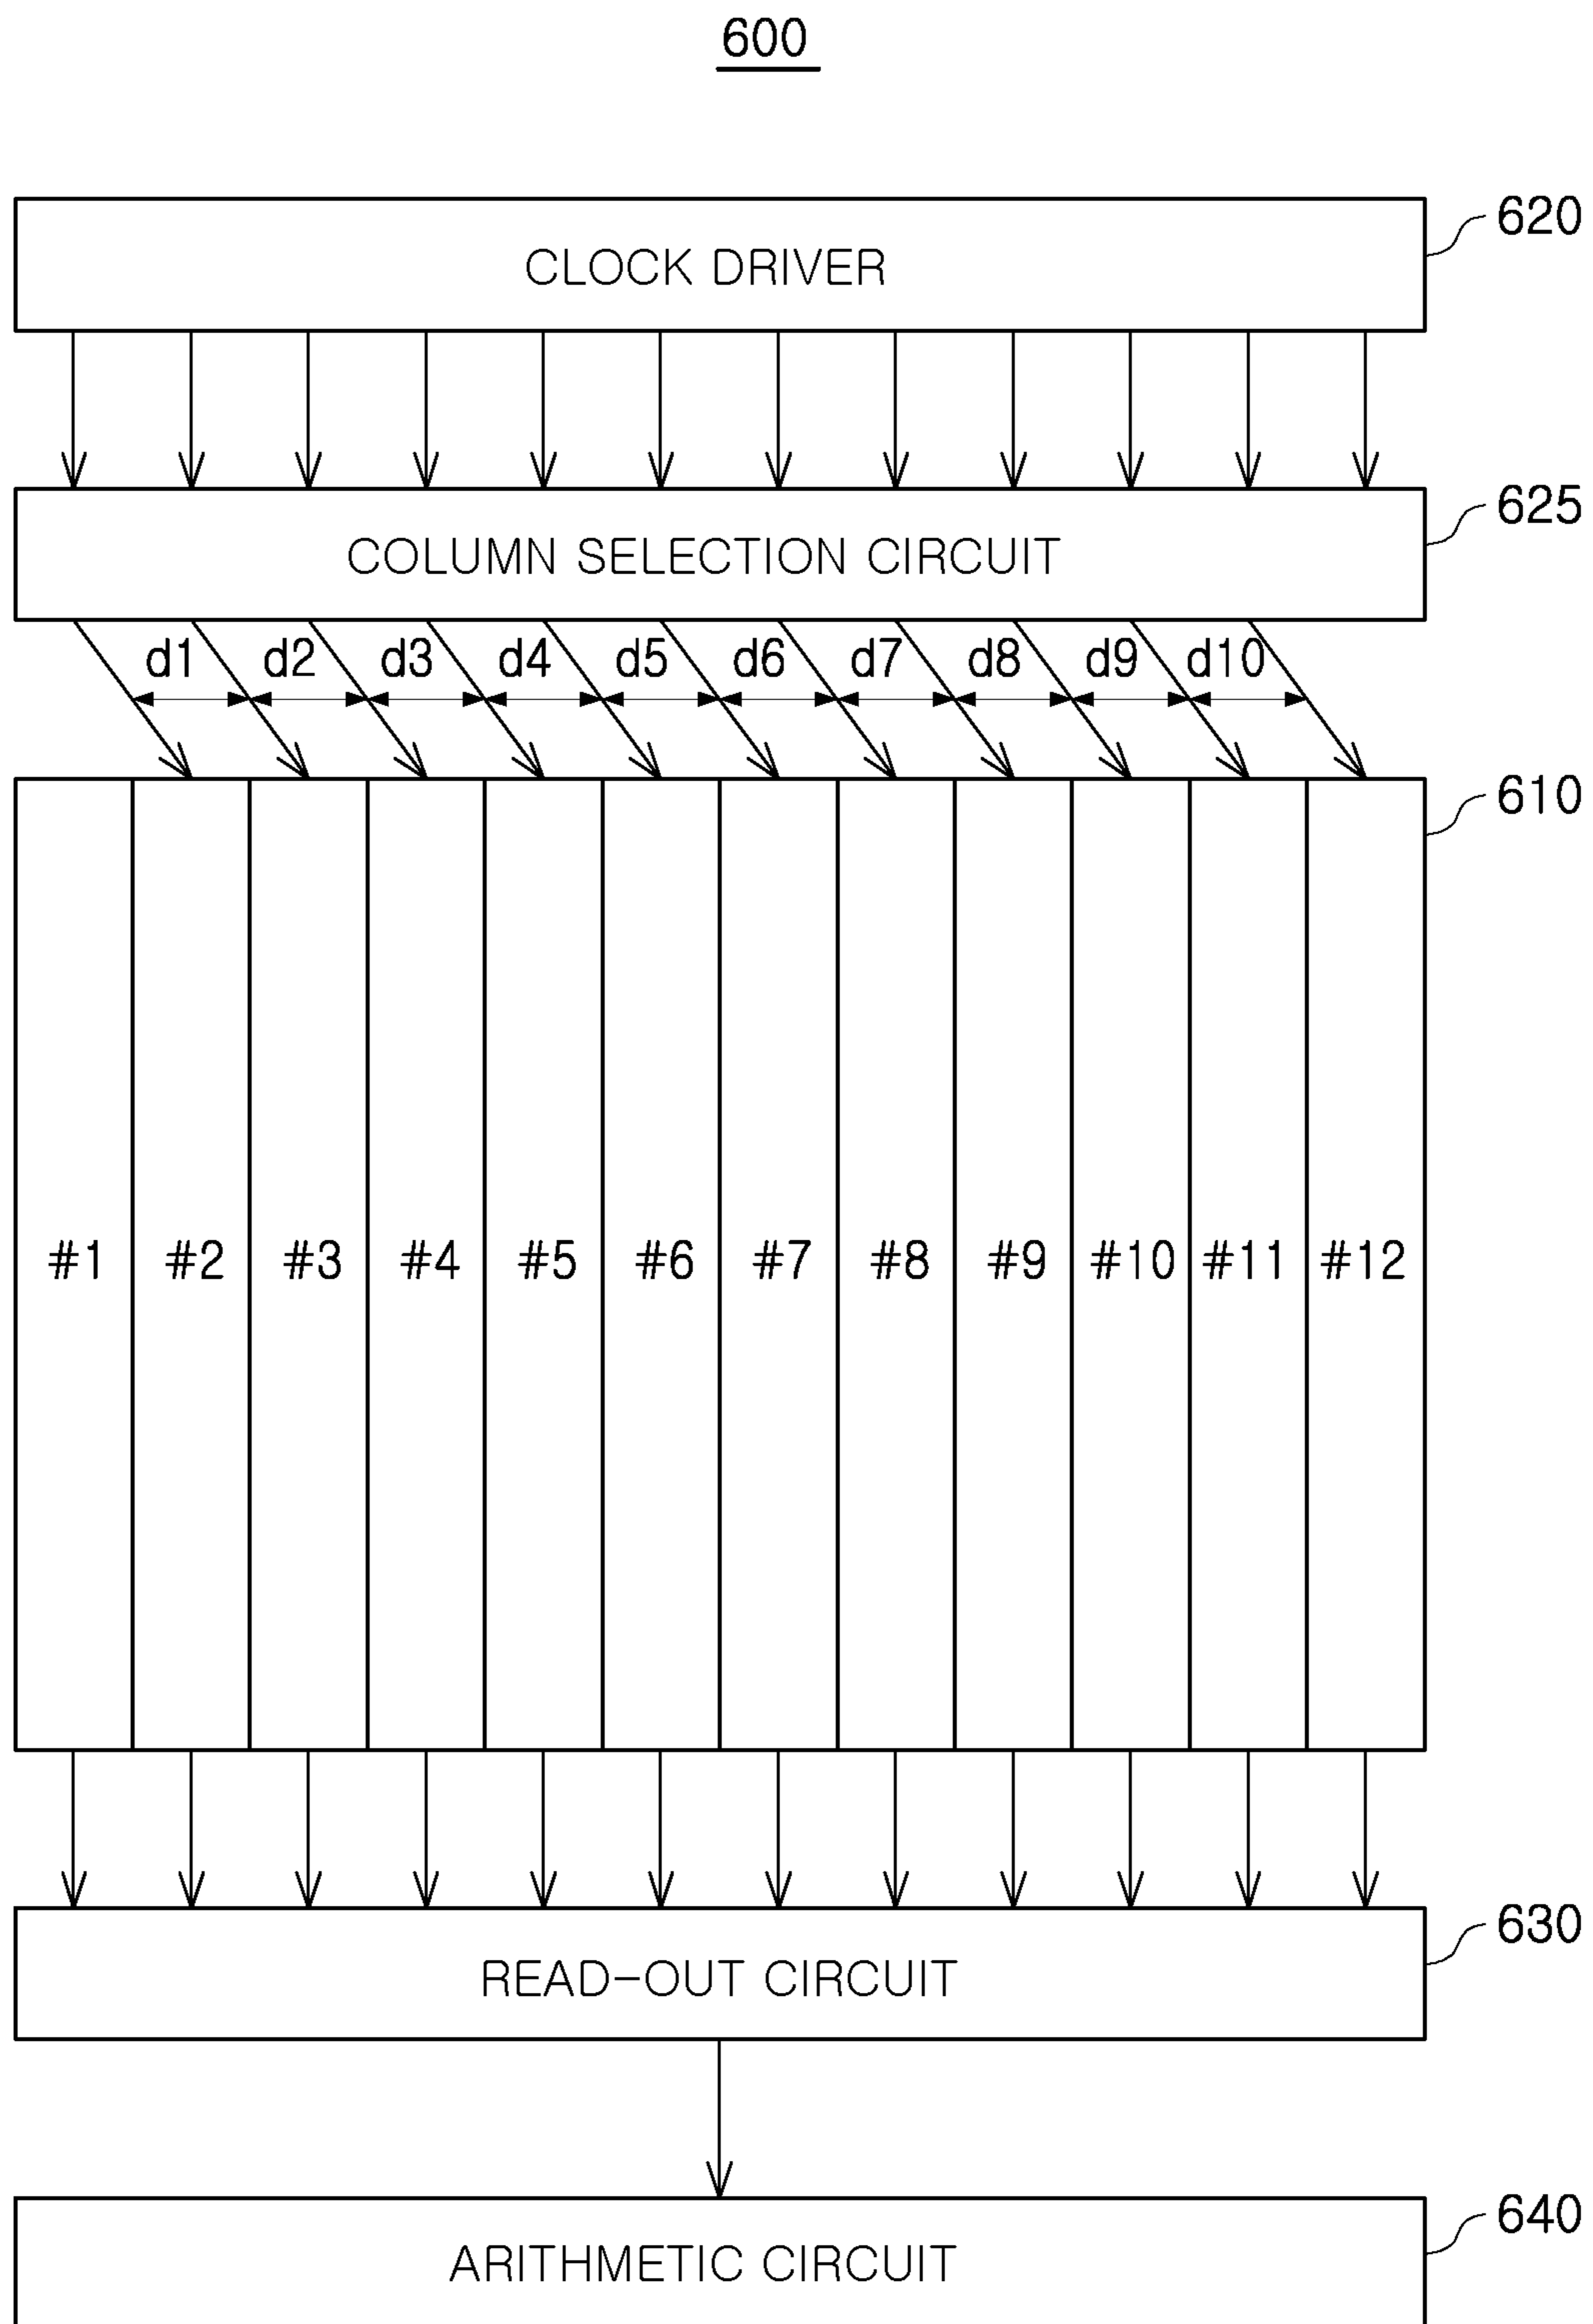 600
CLOCK DRIVER
620
COLUMN SELECTION CIRCUIT
625
d1 d2 d3 d4 d5 d6 d7 d8 d9 d10
610
#1 #2 #3 #4 #5 #6 #7 #8 #9 #10 #11 #12
READ-OUT CIRCUIT
630
ARITHMETIC CIRCUIT
640